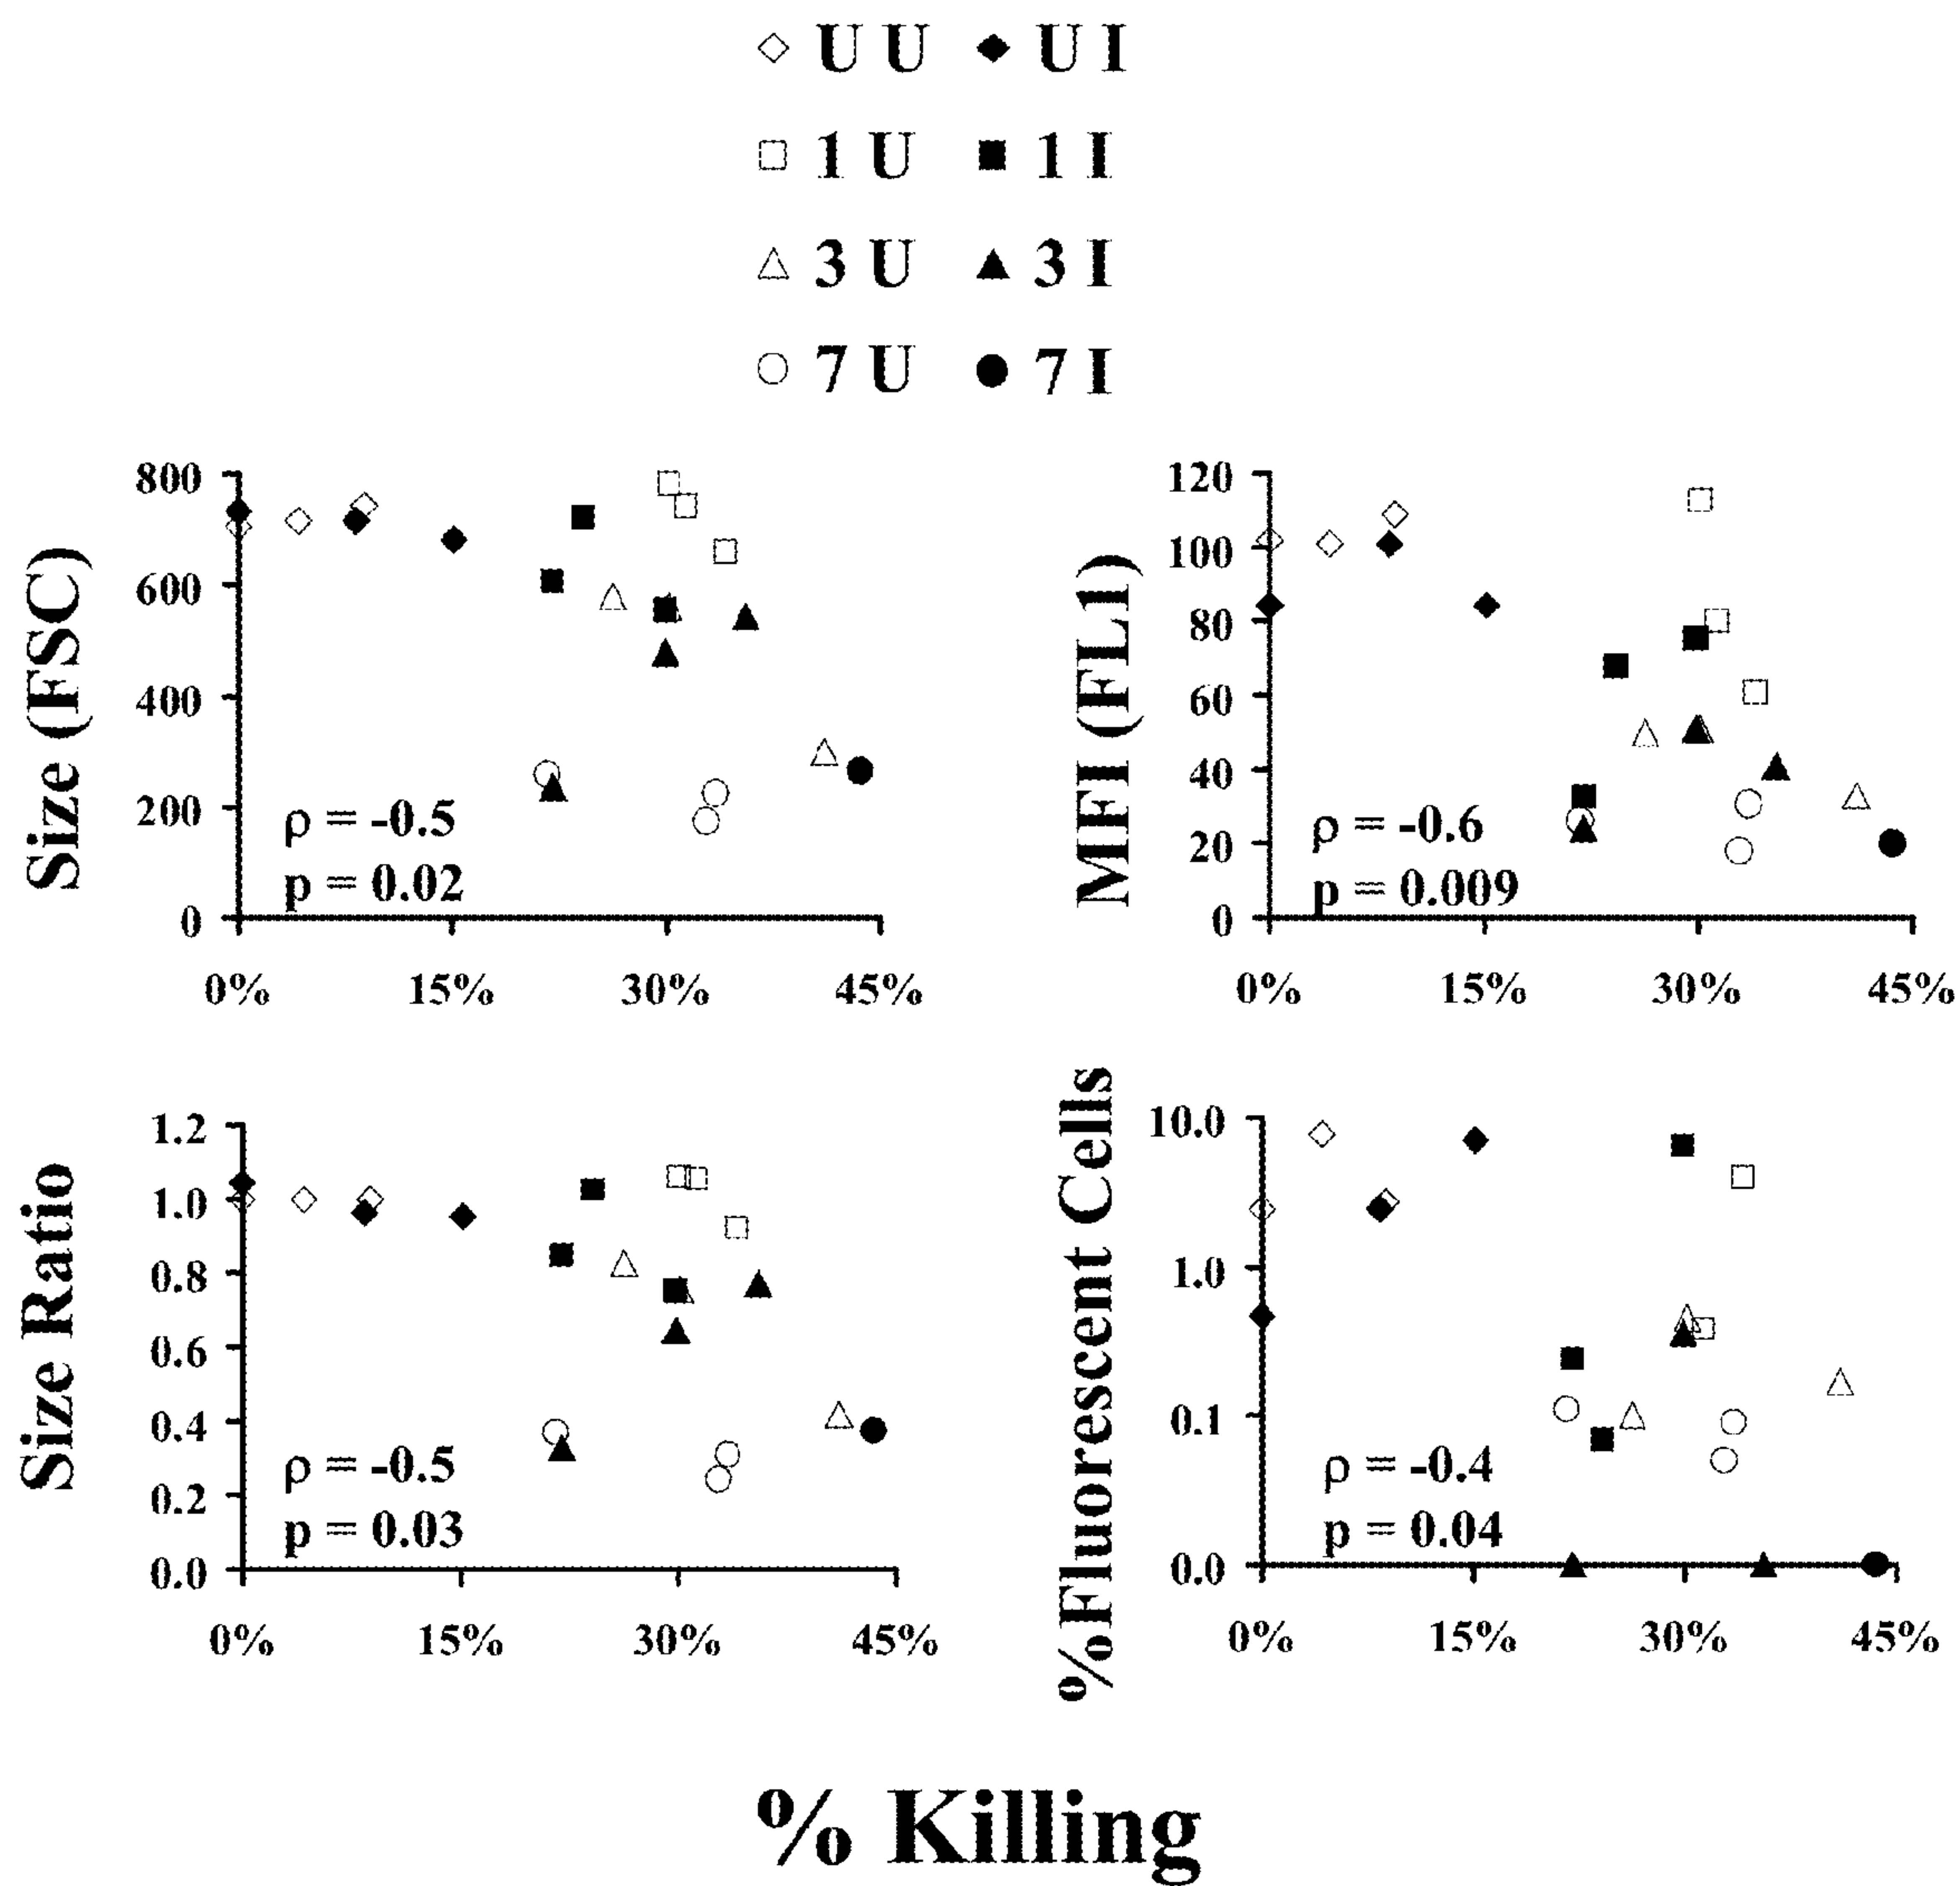 U U U I
1 U 1 I
3 U 3 I
7 U 7 I
Size (FSC)
800
600
400
200
0
ρ = -0.5
p = 0.02
0% 15% 30% 45%
MFI (FL1)
120
100
80
60
40
20
0
ρ = -0.6
p = 0.009
0% 15% 30% 45%
Size Ratio
1.2
1.0
0.8
0.6
0.4
0.2
0.0
ρ = -0.5
p = 0.03
0% 15% 30% 45%
%Fluorescent Cells
10.0
1.0
0.1
0.0
ρ = -0.4
p = 0.04
0% 15% 30% 45%
% Killing